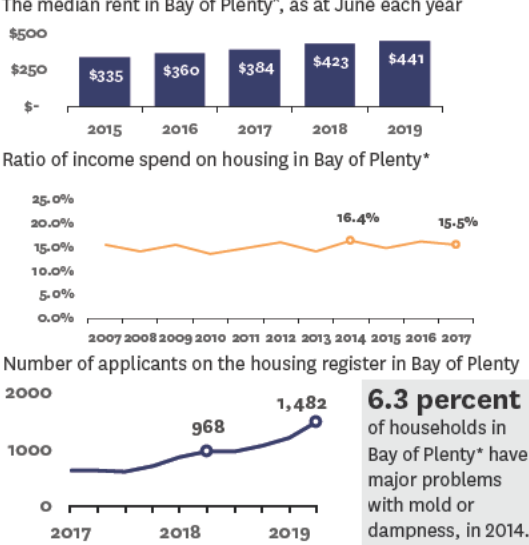 The median rent in Bay of Plenty*, as at June each year
$500
$250
$-
$335
$360
$384
$423
$441
2015 2016 2017 2018 2019
Ratio of income spend on housing in Bay of Plenty*
25.0%
20.0%
15.0%
10.0%
5.0%
0.0%
16.4%
15.5%
2007 2008 2009 2010 2011 2012 2013 2014 2015 2016 2017
Number of applicants on the housing register in Bay of Plenty
2000
1000
0
968
1,482
2017 2018 2019
6.3 percent
of households in
Bay of Plenty* have
major problems
with mold or
dampness, in 2014.